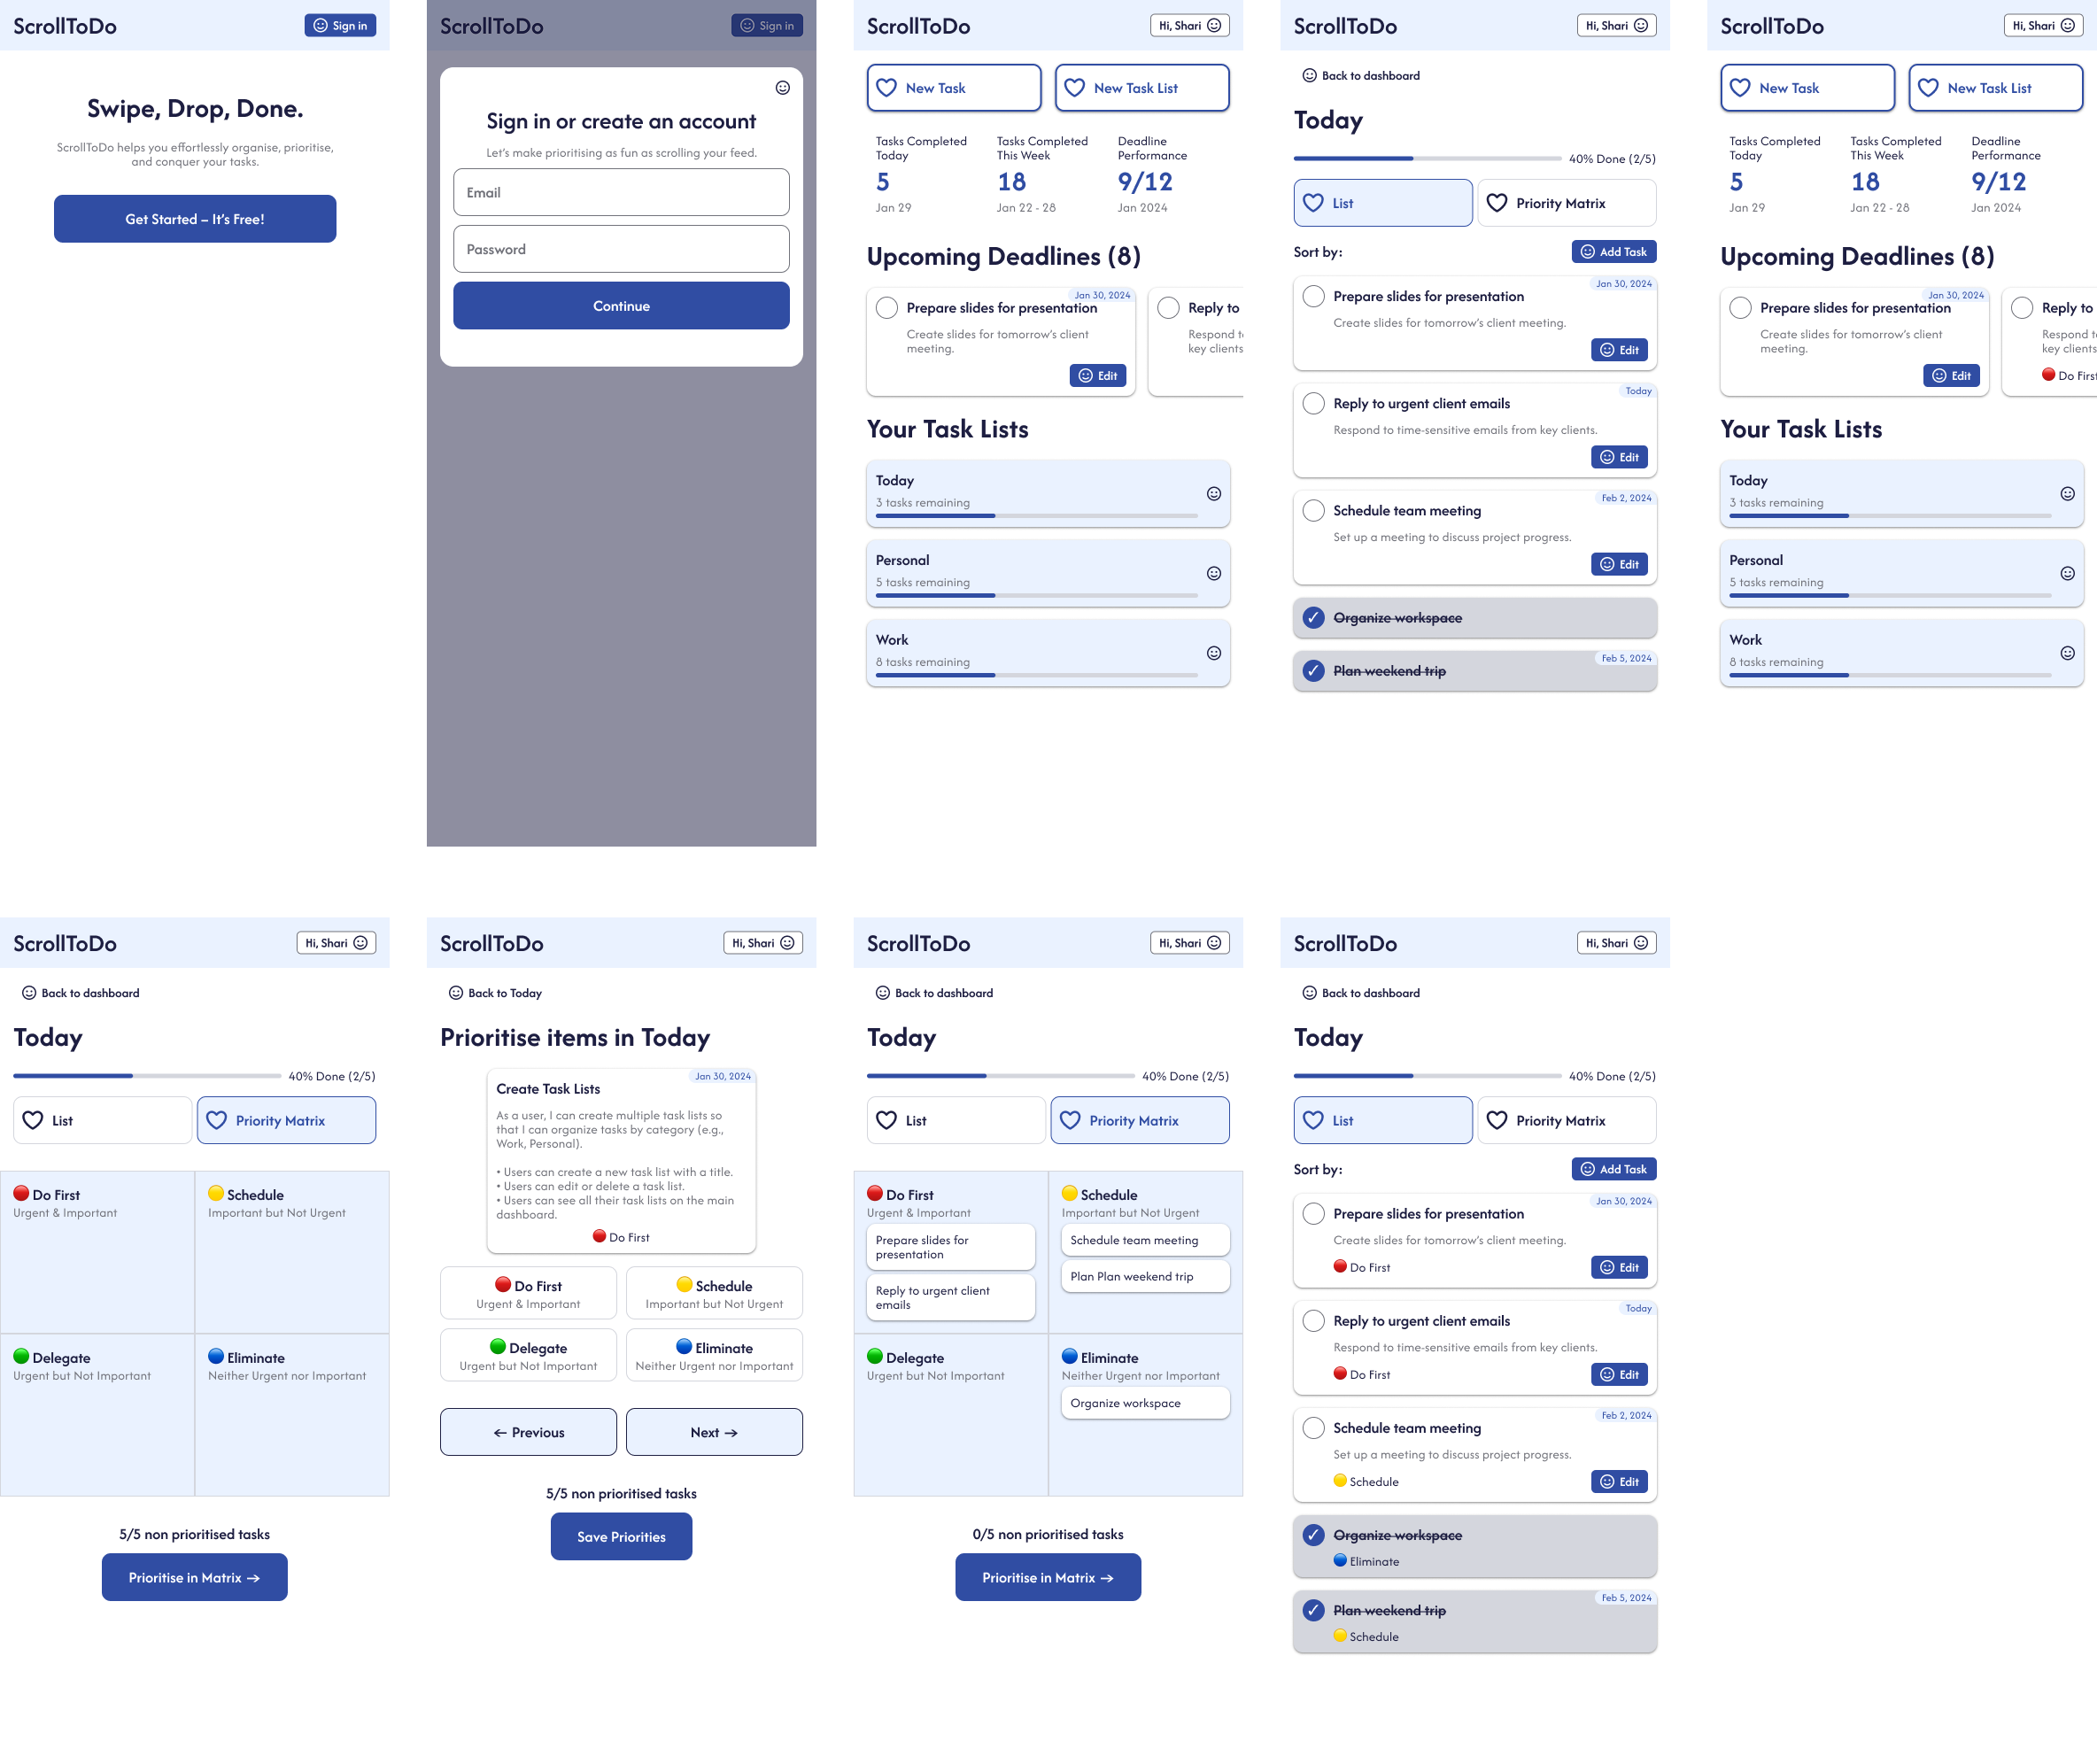 ScrollToDo
Sign in
Swipe, Drop, Done.
ScrollToDo helps you effortlessly organise, prioritise,
and conquer your tasks.
Get Started – It's Free!
ScrollToDo
Sign in
Sign in or create an account
Let's make prioritising as fun as scrolling your feed.
Email
Password
Continue
ScrollToDo
Hi, Shari
New Task
New Task List
Tasks Completed
Today
5
Jan 29
Tasks Completed
This Week
18
Jan 22 - 28
Deadline
Performance
9/12
Jan 2024
Upcoming Deadlines (8)
Jan 30, 2024
Prepare slides for presentation
Create slides for tomorrow's client
meeting.
Edit
Reply to
Respond t
key clients
Your Task Lists
Today
3 tasks remaining
Personal
5 tasks remaining
Work
8 tasks remaining
ScrollToDo
Hi, Shari
Back to dashboard
Today
40% Done (2/5)
List
Priority Matrix
Sort by:
Add Task
Jan 30, 2024
Prepare slides for presentation
Create slides for tomorrow's client meeting.
Edit
Today
Reply to urgent client emails
Respond to time-sensitive emails from key clients.
Edit
Feb 2, 2024
Schedule team meeting
Set up a meeting to discuss project progress.
Edit
Organize workspace
Feb 5, 2024
Plan weekend trip
ScrollToDo
Hi, Shari
New Task
New Task List
Tasks Completed
Today
5
Jan 29
Tasks Completed
This Week
18
Jan 22 - 28
Deadline
Performance
9/12
Jan 2024
Upcoming Deadlines (8)
Jan 30, 2024
Prepare slides for presentation
Create slides for tomorrow's client
meeting.
Edit
Reply to
Respond t
key clients
Do First
Your Task Lists
Today
3 tasks remaining
Personal
5 tasks remaining
Work
8 tasks remaining
ScrollToDo
Hi, Shari
Back to dashboard
Today
40% Done (2/5)
List
Priority Matrix
Do First
Urgent & Important
Schedule
Important but Not Urgent
Delegate
Urgent but Not Important
Eliminate
Neither Urgent nor Important
5/5 non prioritised tasks
Prioritise in Matrix →
ScrollToDo
Hi, Shari
Back to Today
Prioritise items in Today
Jan 30, 2024
Create Task Lists
As a user, I can create multiple task lists so
that I can organize tasks by category (e.g.,
Work, Personal).
• Users can create a new task list with a title.
• Users can edit or delete a task list.
• Users can see all their task lists on the main
dashboard.
Do First
Do First
Urgent & Important
Schedule
Important but Not Urgent
Delegate
Urgent but Not Important
Eliminate
Neither Urgent nor Important
← Previous
Next →
5/5 non prioritised tasks
Save Priorities
ScrollToDo
Hi, Shari
Back to dashboard
Today
40% Done (2/5)
List
Priority Matrix
Do First
Urgent & Important
Prepare slides for
presentation
Reply to urgent client
emails
Schedule
Important but Not Urgent
Schedule team meeting
Plan Plan weekend trip
Delegate
Urgent but Not Important
Eliminate
Neither Urgent nor Important
Organize workspace
0/5 non prioritised tasks
Prioritise in Matrix →
ScrollToDo
Hi, Shari
Back to dashboard
Today
40% Done (2/5)
List
Priority Matrix
Sort by:
Add Task
Jan 30, 2024
Prepare slides for presentation
Create slides for tomorrow's client meeting.
Do First
Edit
Today
Reply to urgent client emails
Respond to time-sensitive emails from key clients.
Do First
Edit
Feb 2, 2024
Schedule team meeting
Set up a meeting to discuss project progress.
Schedule
Edit
Organize workspace
Eliminate
Feb 5, 2024
Plan weekend trip
Schedule